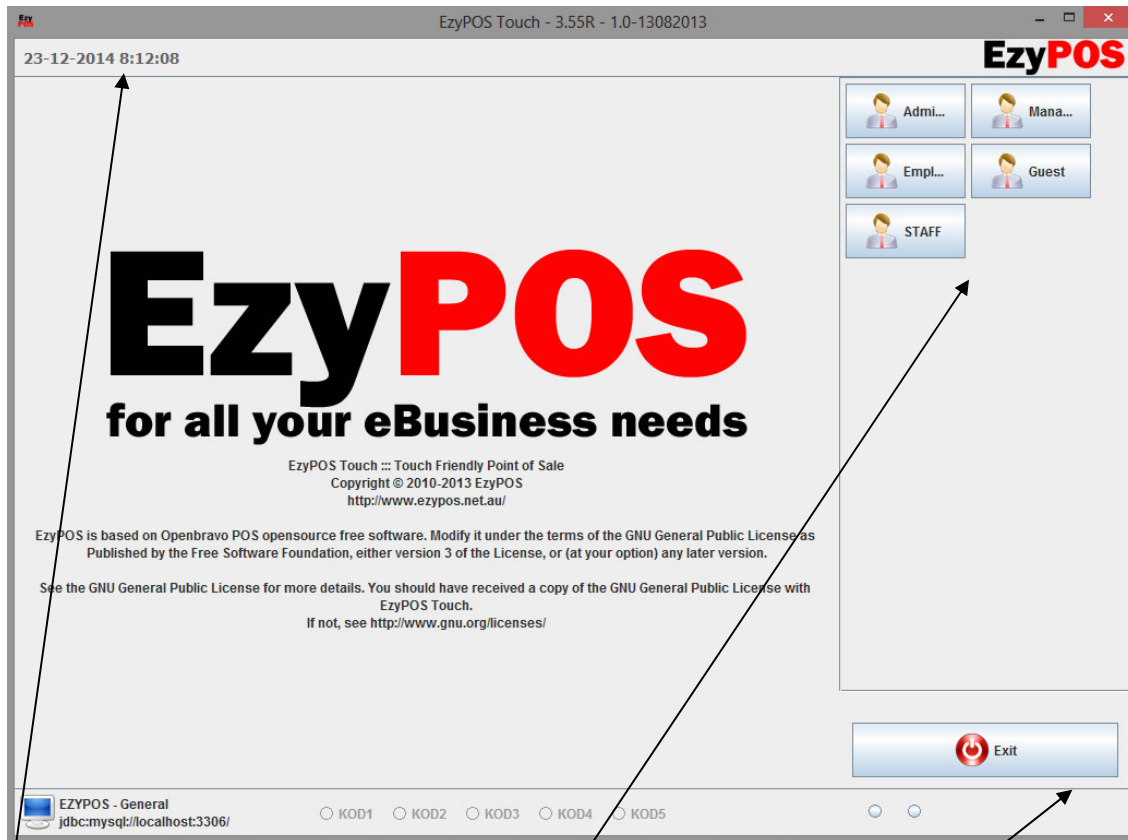 EzyPOS Touch - 3.55R - 1.0-13082013
23-12-2014 8:12:08
EzyPOS
Admi...
Mana...
Empl...
Guest
STAFF
EzyPOS
for all your eBusiness needs
EzyPOS Touch ::: Touch Friendly Point of Sale
Copyright © 2010-2013 EzyPOS
http://www.ezypos.net.au/
EzyPOS is based on Openbravo POS opensource free software. Modify it under the terms of the GNU General Public License as
Published by the Free Software Foundation, either version 3 of the License, or (at your option) any later version.
See the GNU General Public License for more details. You should have received a copy of the GNU General Public License with
EzyPOS Touch.
If not, see http://www.gnu.org/licenses/
Exit
EZYPOS - General
jdbc:mysql://localhost:3306/
KOD1 KOD2 KOD3 KOD4 KOD5